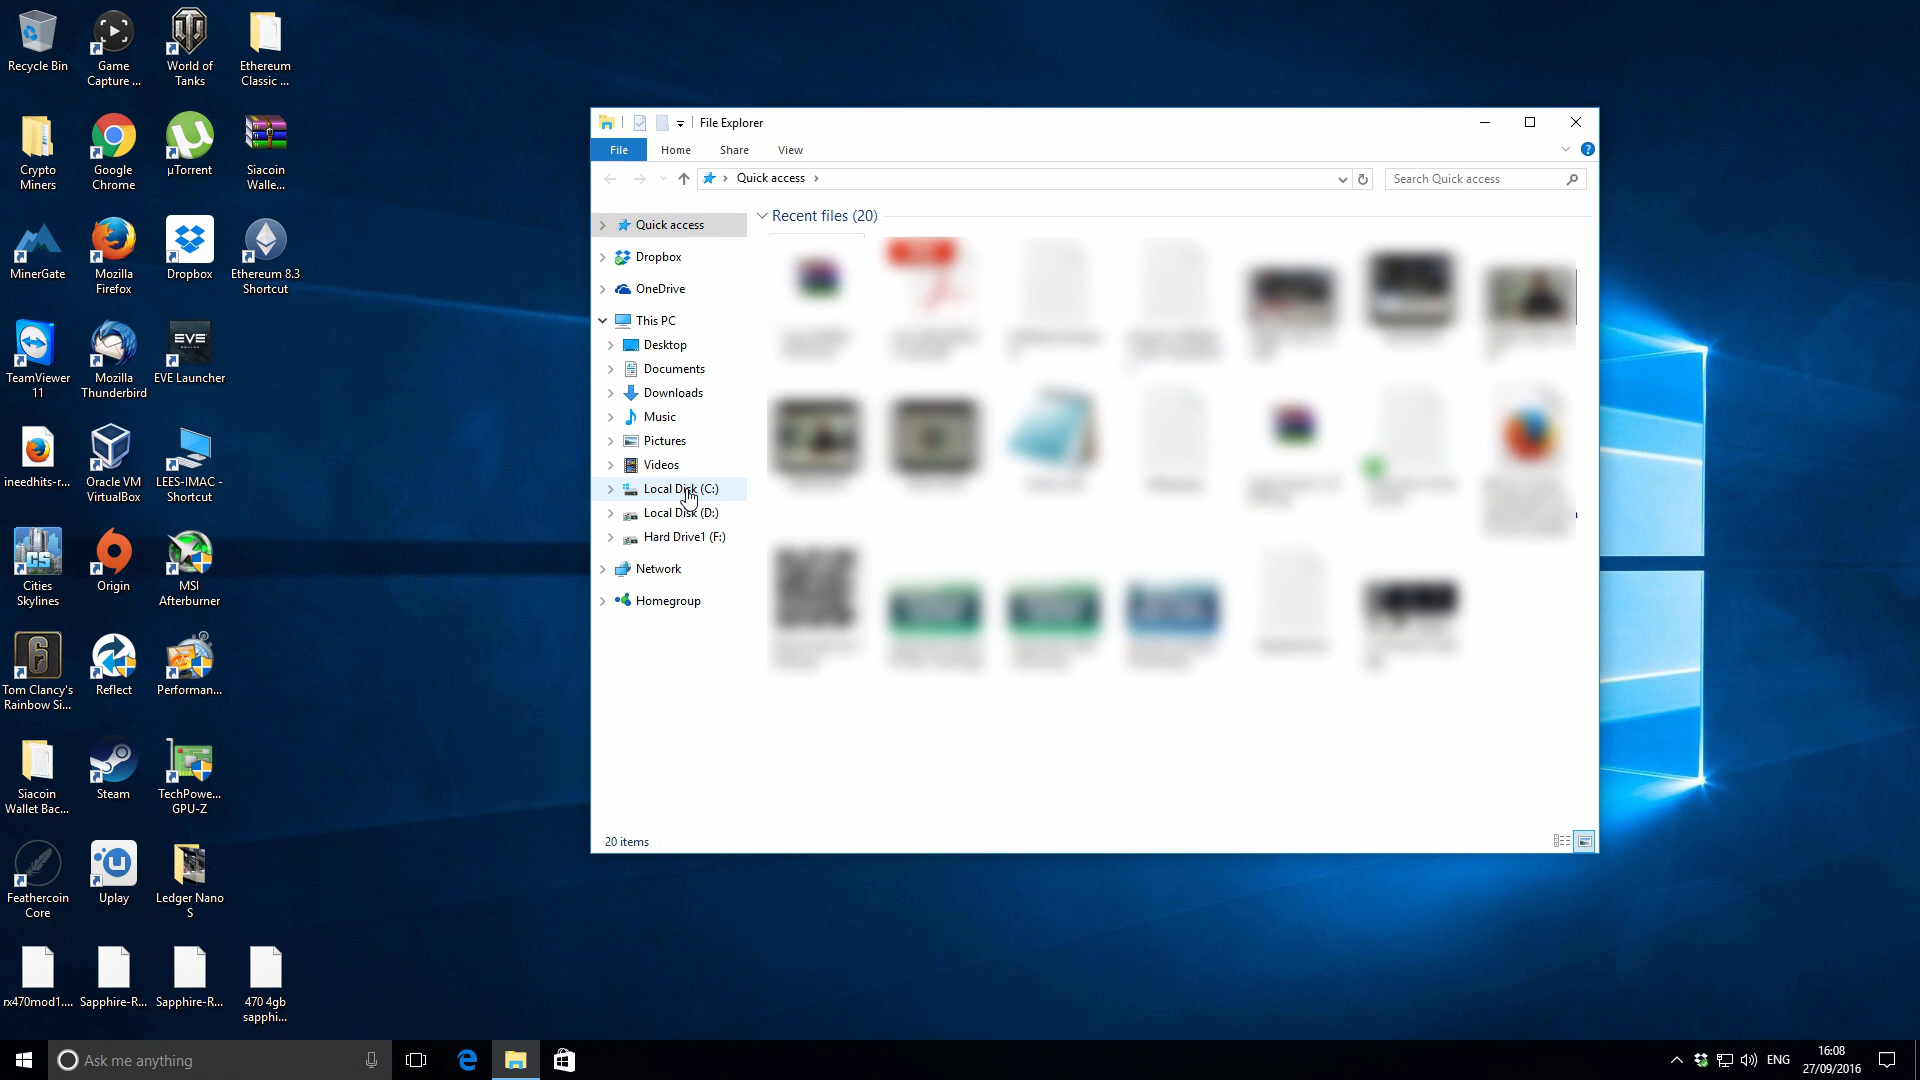 Recycle Bin
Game
Capture ...
World of
Tanks
Ethereum
Classic ...
Crypto
Miners
Google
Chrome
µTorrent
Siacoin
Walle...
MinerGate
Mozilla
Firefox
Dropbox
Ethereum 8.3
Shortcut
TeamViewer
11
Mozilla
Thunderbird
EVE
EVE Launcher
ineedhits-r...
Oracle VM
VirtualBox
LEES-IMAC -
Shortcut
CS
Cities
Skylines
Origin
MSI
Afterburner
6
Tom Clancy's
Rainbow Si...
Reflect
Performan...
Siacoin
Wallet Bac...
Steam
TechPowe...
GPU-Z
Feathercoin
Core
Uplay
Ledger Nano
S
rx470mod1....
Sapphire-R...
Sapphire-R...
470 4gb
sapphi...
File Explorer
File
Home
Share
View
Quick access
Search Quick access
Quick access
Dropbox
OneDrive
This PC
Desktop
Documents
Downloads
Music
Pictures
Videos
Local Disk (C:)
Local Disk (D:)
Hard Drive1 (F:)
Network
Homegroup
Recent files (20)
20 items
Ask me anything
ENG
16:08
27/09/2016